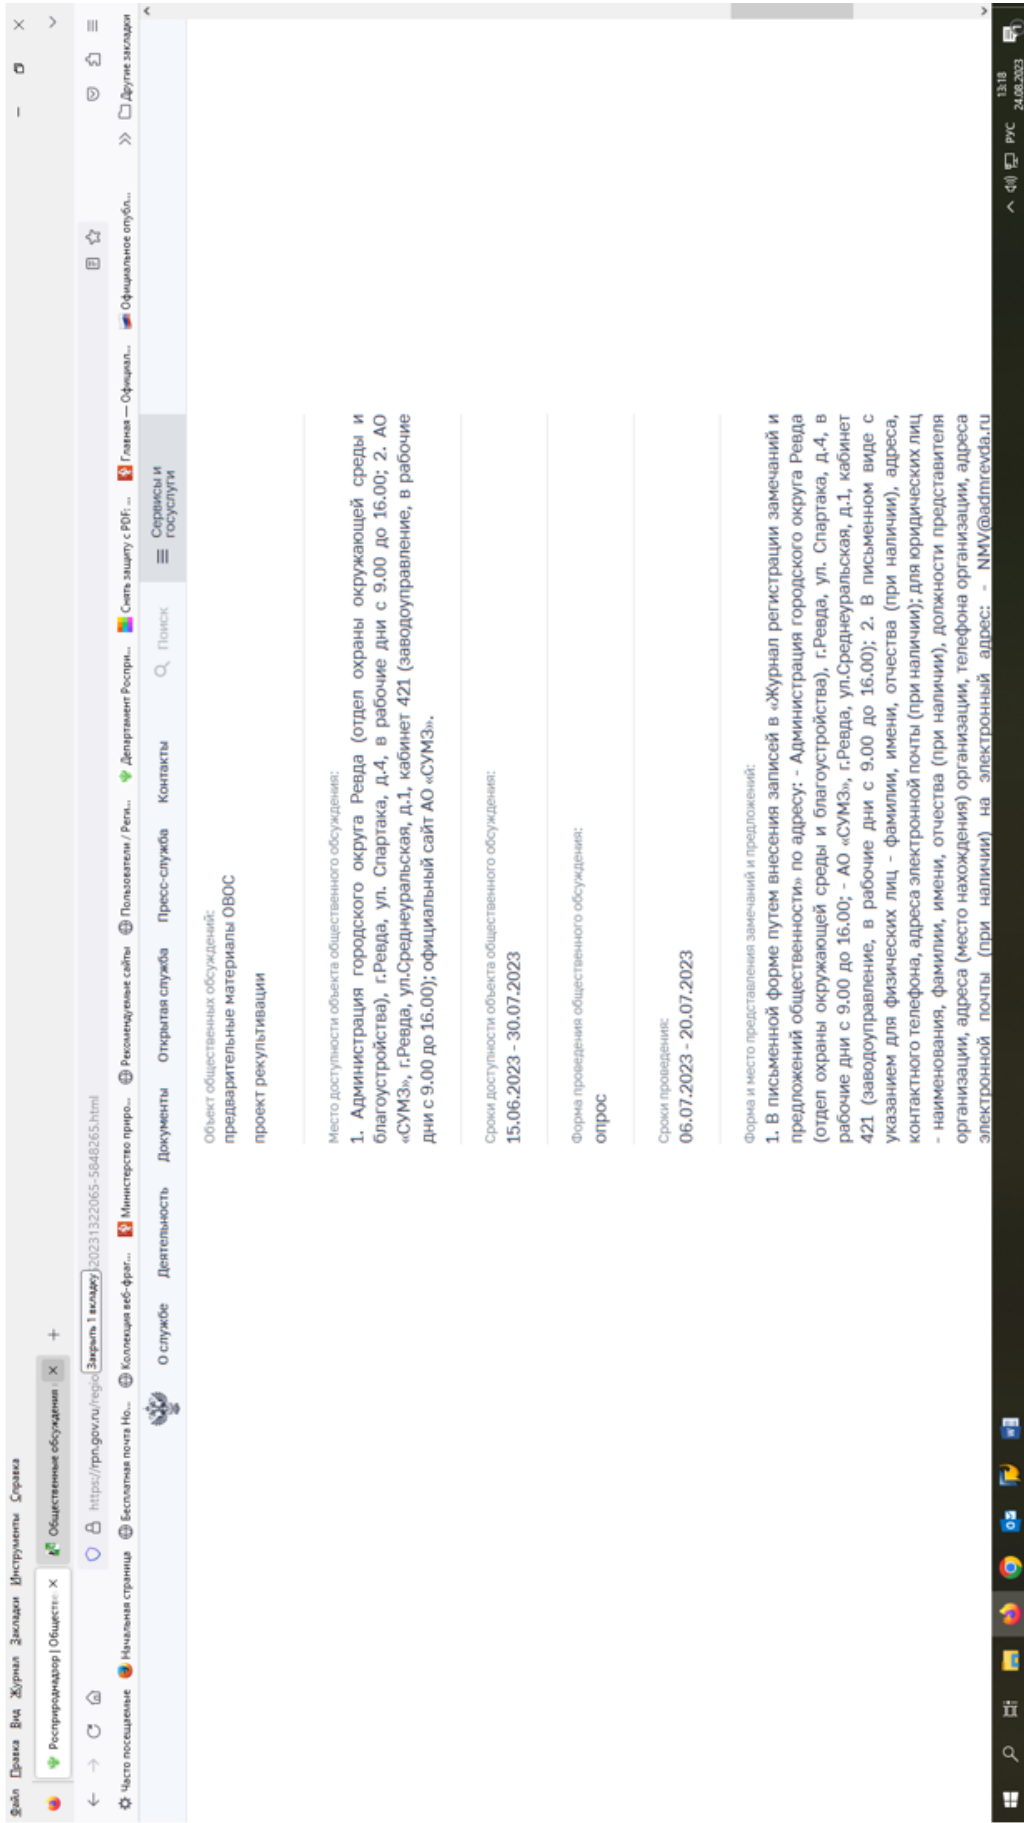 Файл Правка Вид Журнал Закладки Инструменты Справка
Росприроднадзор | Обществе
Общественные обсуждения
https://rpn.gov.ru/regio
Закрыть 1 вкладку
20231322065-5848265.html
Часто посещаемые Начальная страница Бесплатная почта Но... Коллекция веб-фраг... Министерство приро... Рекомендуемые сайты Пользователи / Реги... Департамент Роспри... Снять защиту с PDF: ... Главная — Официал... Официальное опубл... Другие закладки
О службе Деятельность Документы Открытая служба Пресс-служба Контакты Поиск Сервисы и
госуслуги
Объект общественных обсуждений:
предварительные материалы ОВОС
проект рекультивации
Место доступности объекта общественного обсуждения:
1. Администрация городского округа Ревда (отдел охраны окружающей среды и
благоустройства), г.Ревда, ул. Спартака, д.4, в рабочие дни с 9.00 до 16.00; 2. АО
«СУМЗ», г.Ревда, ул.Среднеуральская, д.1, кабинет 421 (заводоуправление, в рабочие
дни с 9.00 до 16.00); официальный сайт АО «СУМЗ».
Сроки доступности объекта общественного обсуждения:
15.06.2023 - 30.07.2023
Форма проведения общественного обсуждения:
опрос
Сроки проведения:
06.07.2023 - 20.07.2023
Форма и место представления замечаний и предложений:
1. В письменной форме путем внесения записей в «Журнал регистрации замечаний и
предложений общественности» по адресу: - Администрация городского округа Ревда
(отдел охраны окружающей среды и благоустройства), г.Ревда, ул. Спартака, д.4, в
рабочие дни с 9.00 до 16.00; - АО «СУМЗ», г.Ревда, ул.Среднеуральская, д.1, кабинет
421 (заводоуправление, в рабочие дни с 9.00 до 16.00); 2. В письменном виде с
указанием для физических лиц - фамилии, имени, отчества (при наличии), адреса,
контактного телефона, адреса электронной почты (при наличии); для юридических лиц
- наименования, фамилии, имени, отчества (при наличии), должности представителя
организации, адреса (место нахождения) организации, телефона организации, адреса
электронной почты (при наличии) на электронный адрес: - NMV@admrevda.ru
РУС
13:18
24.08.2023